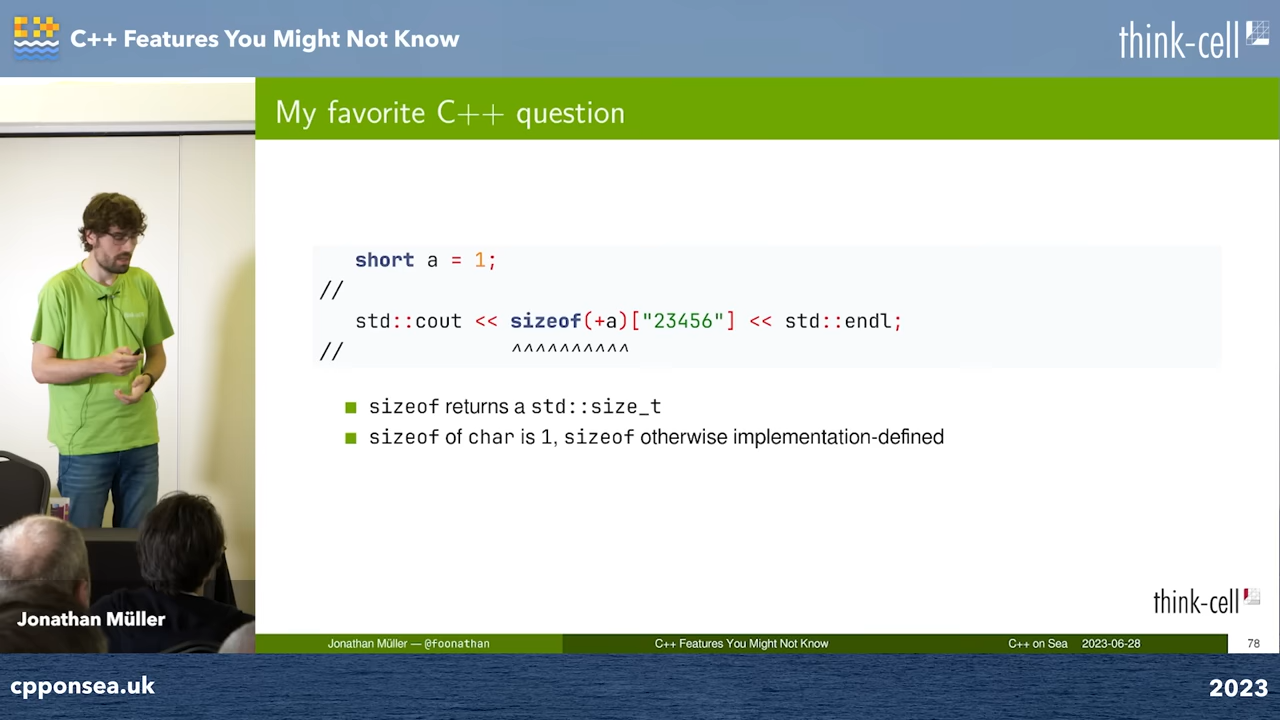 C++ Features You Might Not Know
think-cell
My favorite C++ question
short a = 1;
//
std::cout << sizeof(+a)["23456"] << std::endl;
// ^^^^^^^^^^
sizeof returns a std::size_t
sizeof of char is 1, sizeof otherwise implementation-defined
think-cell
Jonathan Müller
Jonathan Müller — @foonathan C++ Features You Might Not Know C++ on Sea 2023-06-28 78
cpponsea.uk
2023